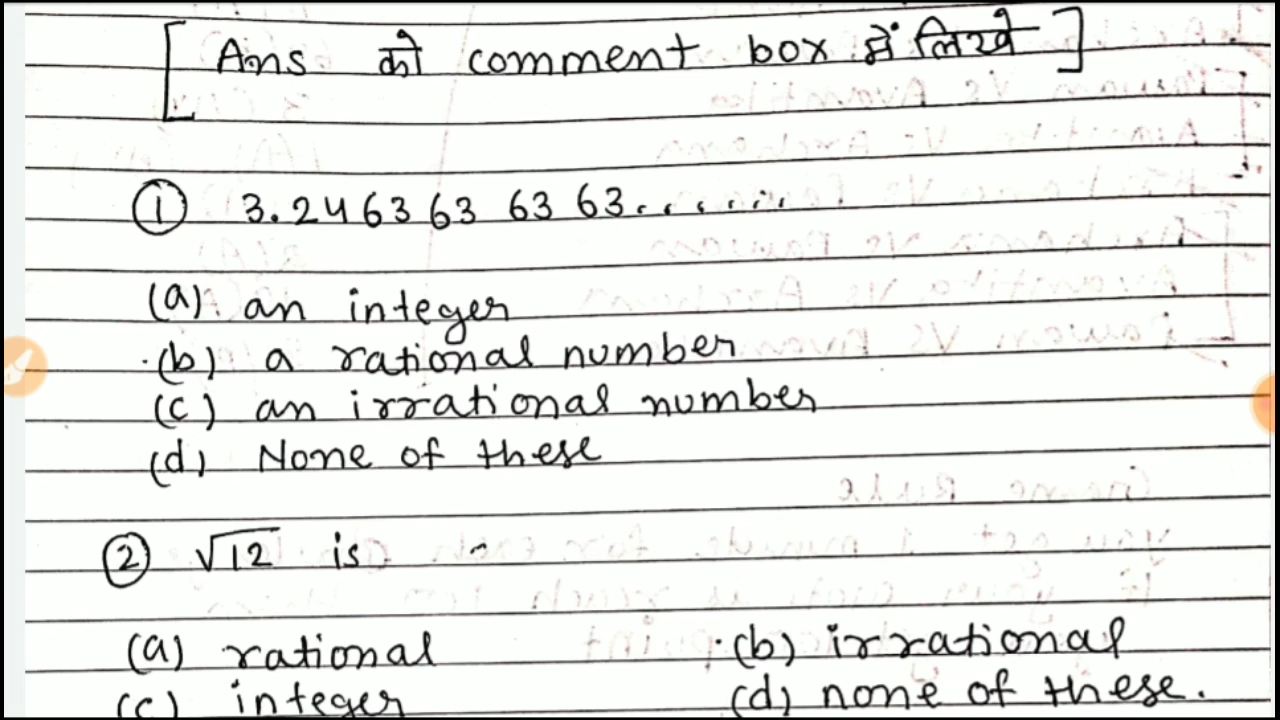 [Ans को comment box में लिखे]
① 3.2463 63 63 63.......
(a) an integer
(b) a rational number
(c) an irrational number
(d) None of these
② √12 is
(a) rational (b) irrational
(c) integer (d) none of these.